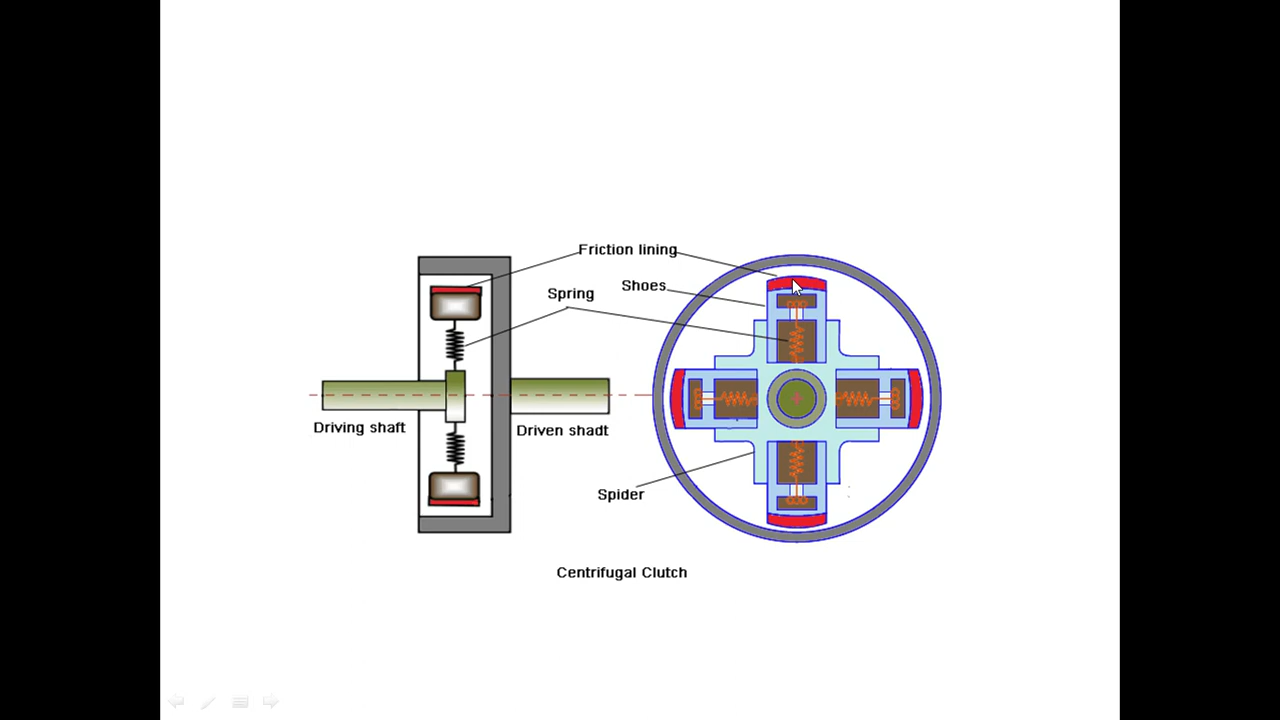 Friction lining
Shoes
Spring
Driving shaft
Driven shadt
Spider
Centrifugal Clutch